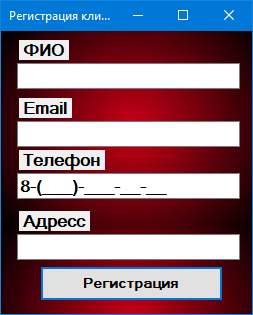 Регистрация кли...
ФИО
Email
Телефон
8-(___)-___-__-__
Адресс
Регистрация